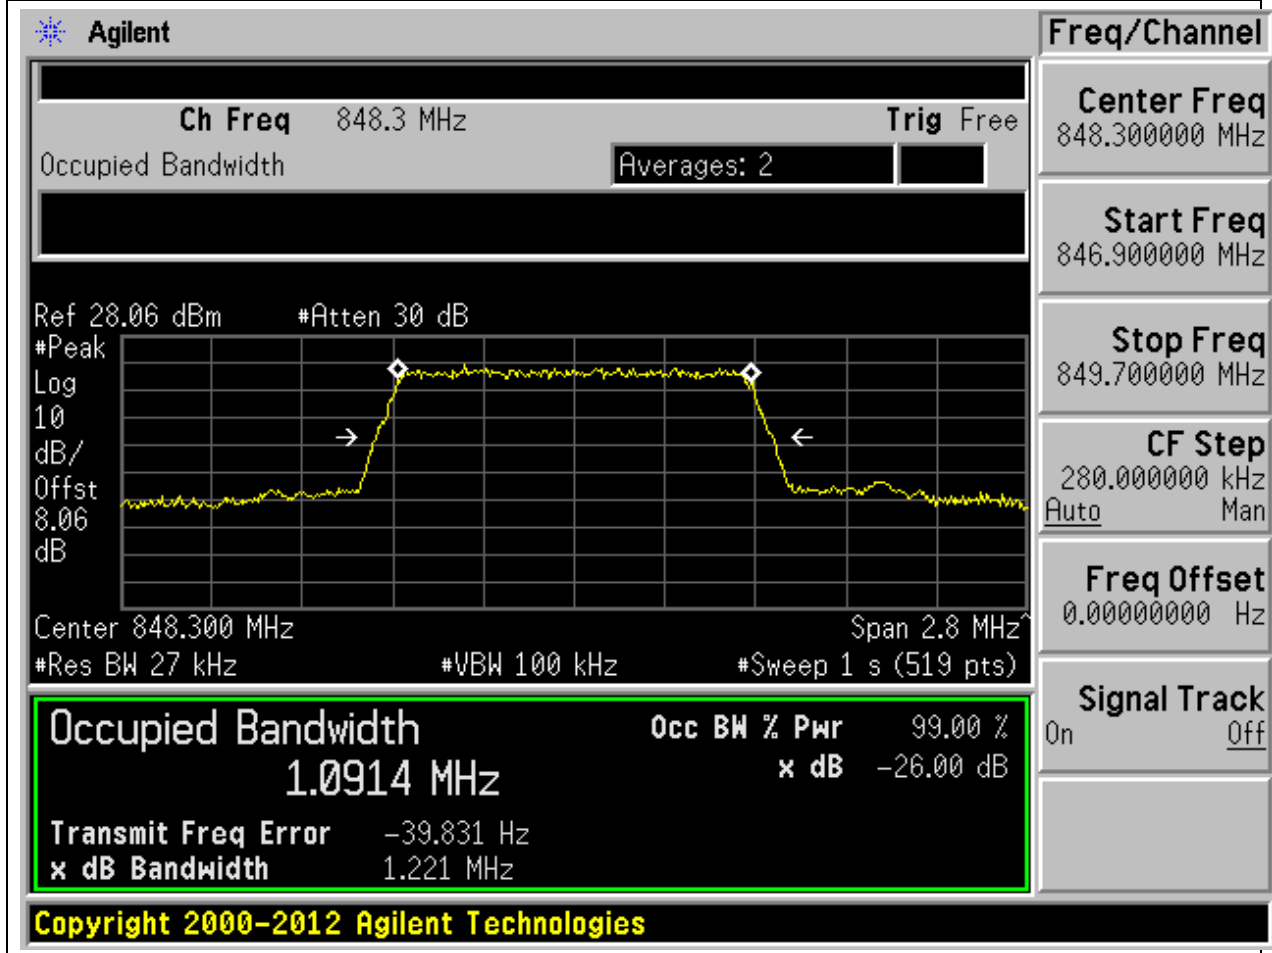 Agilent
Freq/Channel
Ch Freq 848.3 MHz Trig Free
Occupied Bandwidth Averages: 2
Ref 28.06 dBm #Atten 30 dB
#Peak
Log
10
dB/
Offst
8.06
dB
Center 848.300 MHz Span 2.8 MHz^
#Res BW 27 kHz #VBW 100 kHz #Sweep 1 s (519 pts)
Occupied Bandwidth Occ BW % Pwr 99.00 %
1.0914 MHz x dB -26.00 dB
Transmit Freq Error -39.831 Hz
x dB Bandwidth 1.221 MHz
Copyright 2000-2012 Agilent Technologies
Center Freq
848.300000 MHz
Start Freq
846.900000 MHz
Stop Freq
849.700000 MHz
CF Step
280.000000 kHz
Auto Man
Freq Offset
0.00000000 Hz
Signal Track
On Off